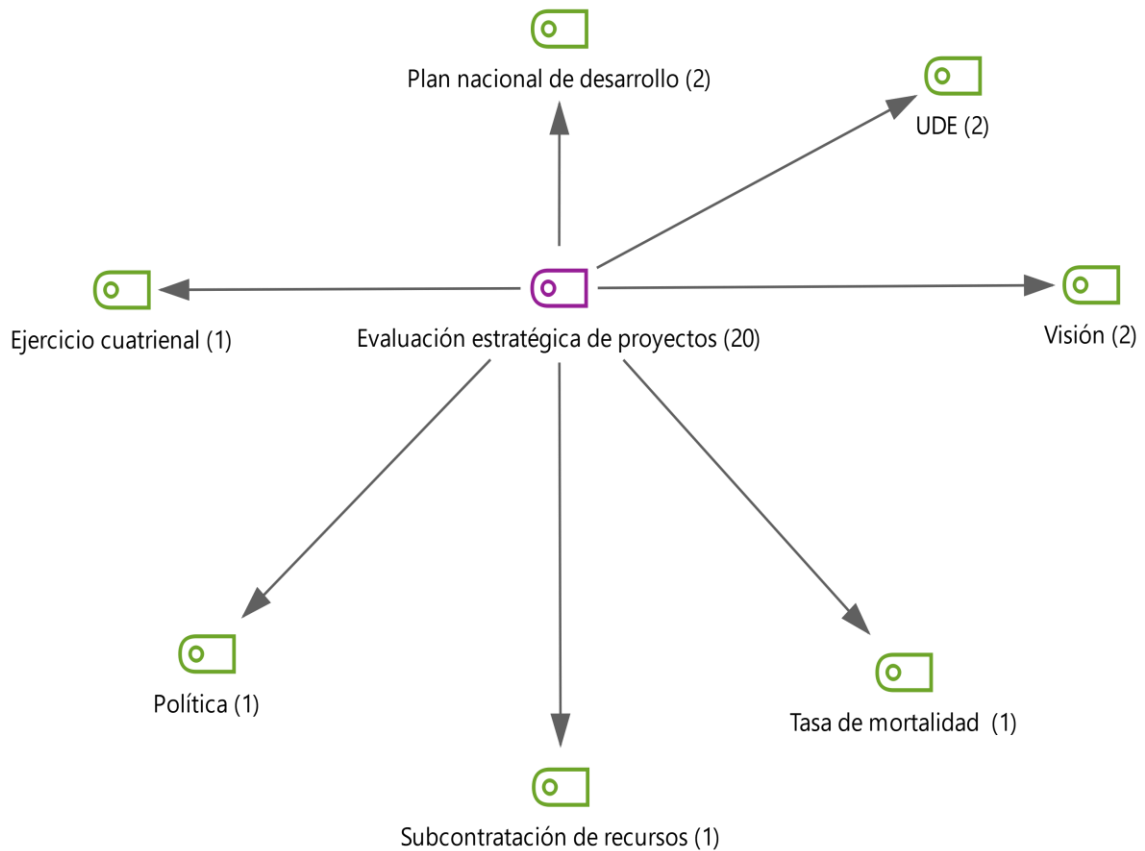 Plan nacional de desarrollo (2)
UDE (2)
Ejercicio cuatrienal (1)
Evaluación estratégica de proyectos (20)
Visión (2)
Política (1)
Tasa de mortalidad (1)
Subcontratación de recursos (1)